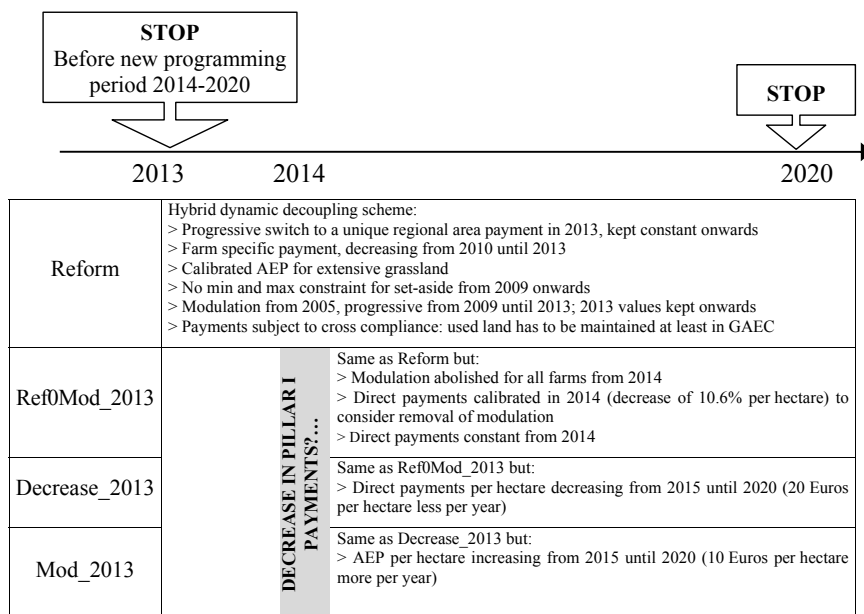 STOP
Before new programming
period 2014-2020
STOP
2013
2014
2020
Reform
Hybrid dynamic decoupling scheme:
> Progressive switch to a unique regional area payment in 2013, kept constant onwards
> Farm specific payment, decreasing from 2010 until 2013
> Calibrated AEP for extensive grassland
> No min and max constraint for set-aside from 2009 onwards
> Modulation from 2005, progressive from 2009 until 2013; 2013 values kept onwards
> Payments subject to cross compliance: used land has to be maintained at least in GAEC
DECREASE IN PILLAR I
PAYMENTS?…
Ref0Mod_2013
Same as Reform but:
> Modulation abolished for all farms from 2014
> Direct payments calibrated in 2014 (decrease of 10.6% per hectare) to
consider removal of modulation
> Direct payments constant from 2014
Decrease_2013
Same as Ref0Mod_2013 but:
> Direct payments per hectare decreasing from 2015 until 2020 (20 Euros
per hectare less per year)
Mod_2013
Same as Decrease_2013 but:
> AEP per hectare increasing from 2015 until 2020 (10 Euros per hectare
more per year)